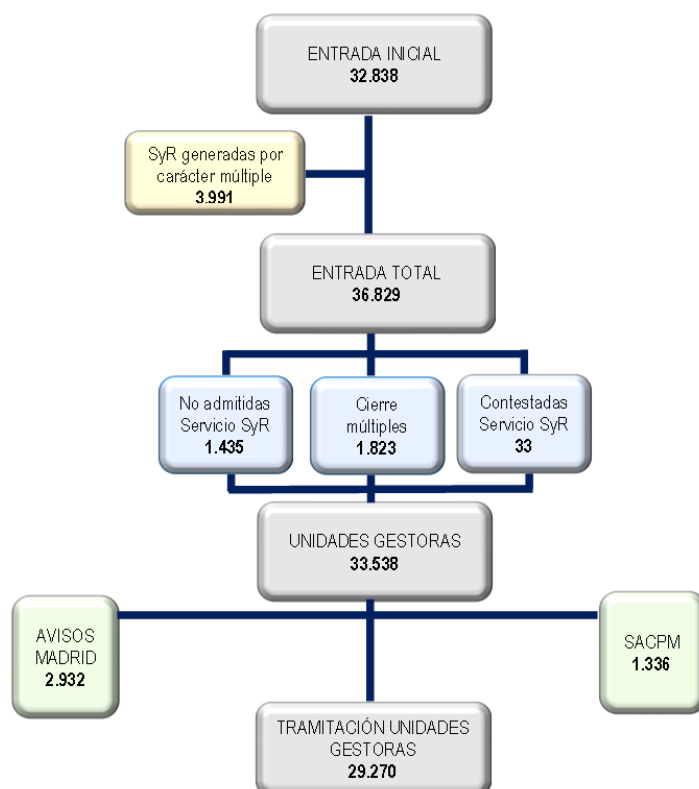 ENTRADA INICIAL
32.838
SyR generadas por
carácter múltiple
3.991
ENTRADA TOTAL
36.829
No admitidas
Servicio SyR
1.435
Cierre
múltiples
1.823
Contestadas
Servicio SyR
33
UNIDADES GESTORAS
33.538
AVISOS
MADRID
2.932
SACPM
1.336
TRAMITACIÓN UNIDADES
GESTORAS
29.270